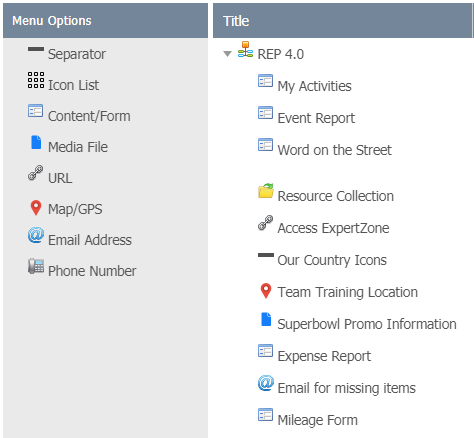 Menu Options
Separator
Icon List
Content/Form
Media File
URL
Map/GPS
Email Address
Phone Number
Title
REP 4.0
My Activities
Event Report
Word on the Street
Resource Collection
Access ExpertZone
Our Country Icons
Team Training Location
Superbowl Promo Information
Expense Report
Email for missing items
Mileage Form